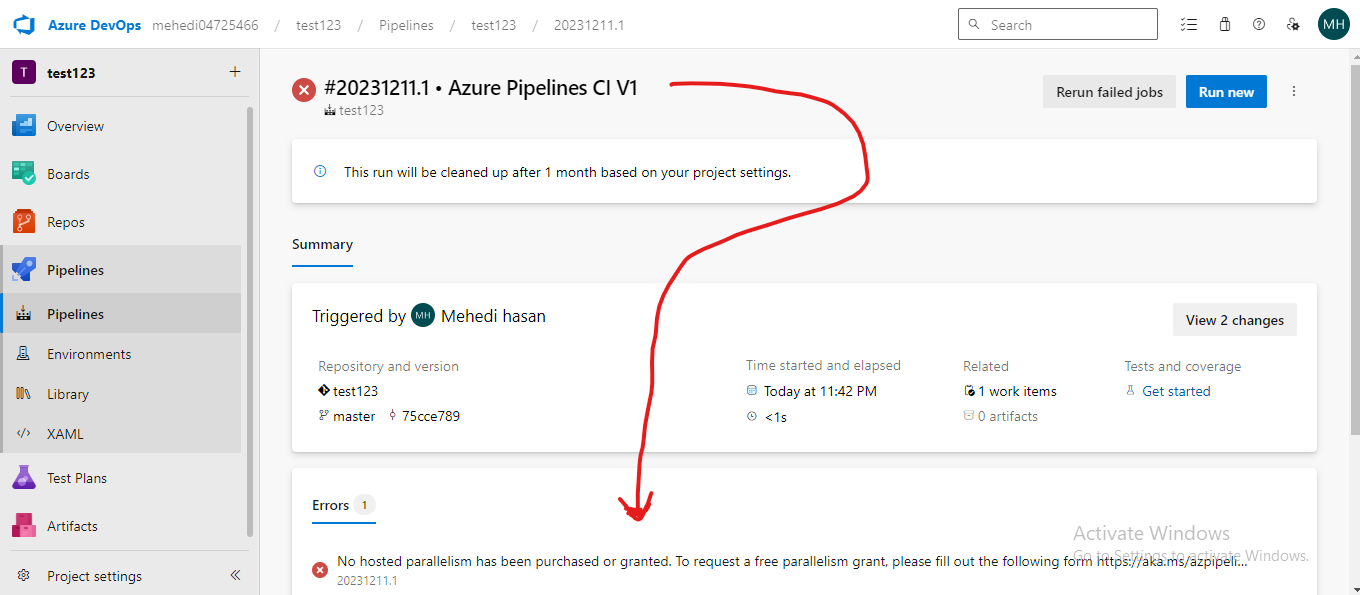 Azure DevOps mehedi04725466 / test123 / Pipelines / test123 / 20231211.1 Search MH
T test123 +
Overview
Boards
Repos
Pipelines
Pipelines
Environments
Library
XAML
Test Plans
Artifacts
Project settings
#20231211.1 • Azure Pipelines CI V1
test123
Rerun failed jobs Run new
This run will be cleaned up after 1 month based on your project settings.
Summary
Triggered by MH Mehedi hasan
View 2 changes
Repository and version
test123
master 75cce789
Time started and elapsed
Today at 11:42 PM
<1s
Related
1 work items
0 artifacts
Tests and coverage
Get started
Errors 1
No hosted parallelism has been purchased or granted. To request a free parallelism grant, please fill out the following form https://aka.ms/azpipeli...
20231211.1
Activate Windows
Go to Settings to activate Windows.